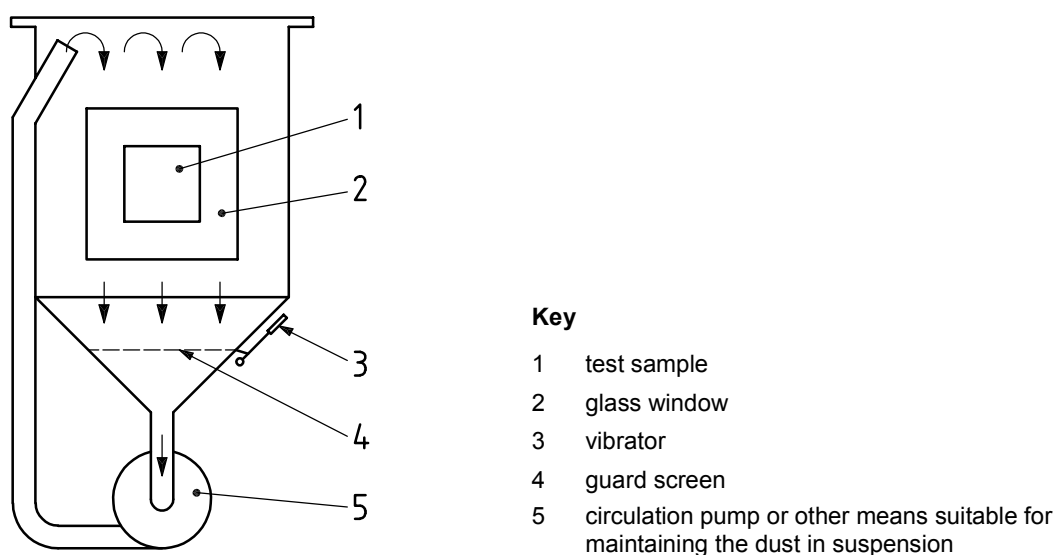 1
2
3
4
5
Key
1 test sample
2 glass window
3 vibrator
4 guard screen
5 circulation pump or other means suitable for
maintaining the dust in suspension